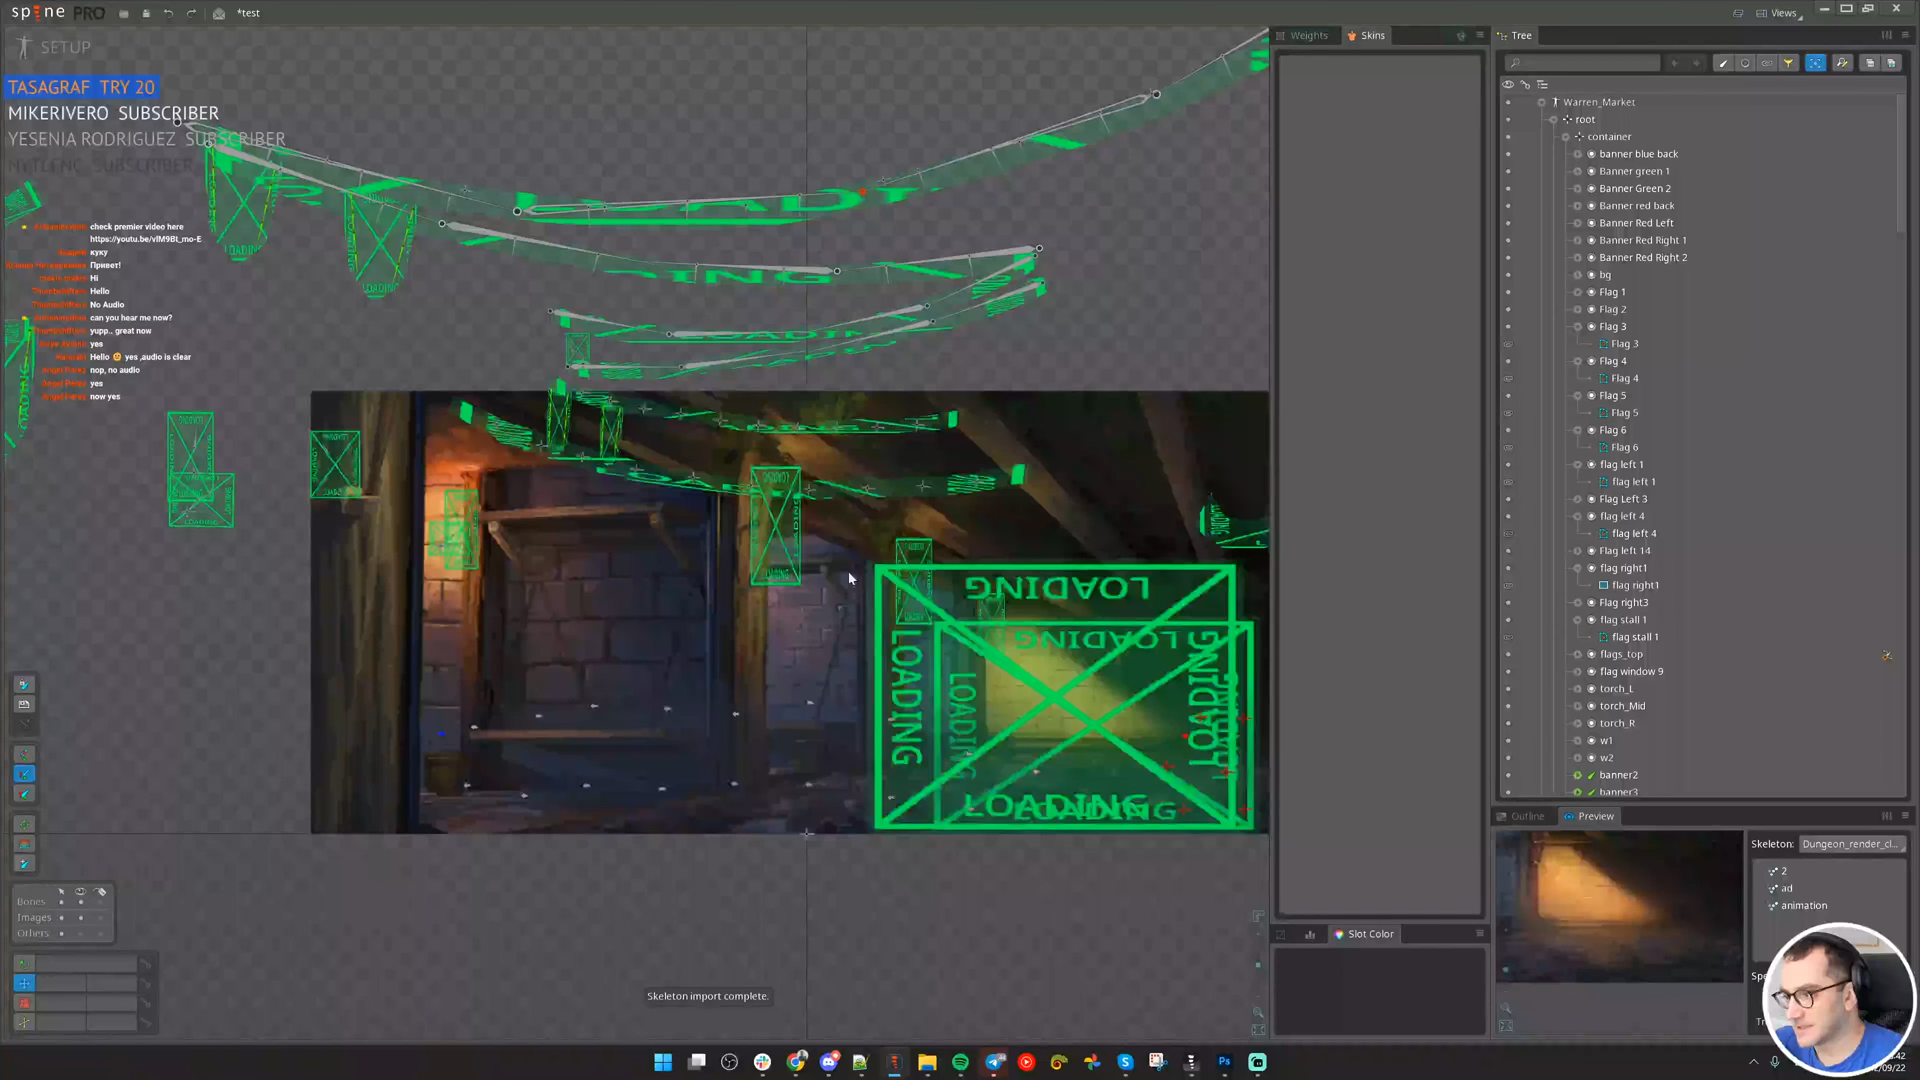 spine PRO
*test
Views
SETUP
TASAGRAF TRY 20
MIKERIVERO SUBSCRIBER
YESENIA RODRIGUEZ SUBSCRIBER
check premier video here
куку
Привет!
Hi
Hello
No Audio
can you hear me now?
yupp.. great now
yes
Hello 🙂 yes ,audio is clear
nop, no audio
yes
now yes
LOADING
LOADING
LOADING
LOADING
LOADING
LOADING
Bones
Images
Others
Skeleton import complete.
Weights
Skins
Slot Color
Tree
Warren_Market
root
container
banner blue back
Banner green 1
Banner Green 2
Banner red back
Banner Red Left
Banner Red Right 1
Banner Red Right 2
bg
Flag 1
Flag 2
Flag 3
Flag 3
Flag 4
Flag 4
Flag 5
Flag 5
Flag 6
Flag 6
flag left 1
flag left 1
Flag Left 3
flag left 4
flag left 4
Flag left 14
flag right1
flag right1
Flag right3
flag stall 1
flag stall 1
flags_top
flag window 9
torch_L
torch_Mid
torch_R
w1
w2
banner2
banner3
Outline
Preview
Skeleton: Dungeon_render_cl...
2
ad
animation